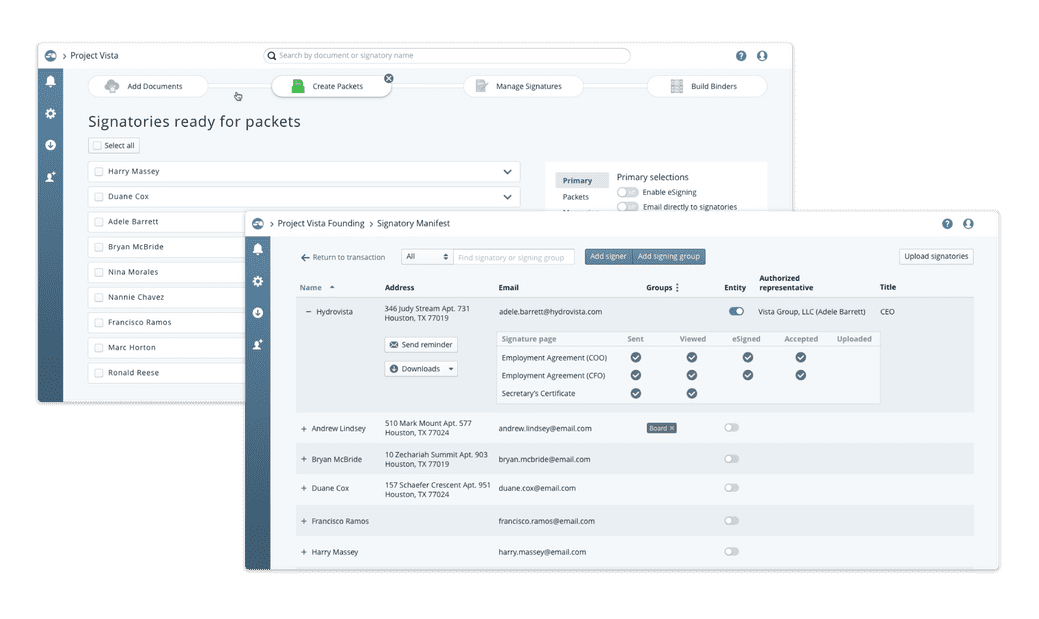 Project Vista
Search by document or signatory name
?
Add Documents
Create Packets
Manage Signatures
Build Binders
Signatories ready for packets
Select all
Harry Massey
Duane Cox
Adele Barrett
Bryan McBride
Nina Morales
Nannie Chavez
Francisco Ramos
Marc Horton
Ronald Reese
Primary
Packets
Primary selections
Enable eSigning
Email directly to signatories
Project Vista Founding > Signatory Manifest
?
Return to transaction
All
Find signatory or signing group
Add signer
Add signing group
Upload signatories
Name
Address
Email
Groups
Entity
Authorized
representative
Title
Hydrovista
346 Judy Stream Apt. 731
Houston, TX 77019
adele.barrett@hydrovista.com
Vista Group, LLC (Adele Barrett)
CEO
Send reminder
Downloads
Signature page
Sent
Viewed
eSigned
Accepted
Uploaded
Employment Agreement (COO)
Employment Agreement (CFO)
Secretary's Certificate
+ Andrew Lindsey
510 Mark Mount Apt. 577
Houston, TX 77024
andrew.lindsey@email.com
Board ×
+ Bryan McBride
10 Zechariah Summit Apt. 903
Houston, TX 77019
bryan.mcbride@email.com
+ Duane Cox
157 Schaefer Crescent Apt. 951
Houston, TX 77024
duane.cox@email.com
+ Francisco Ramos
francisco.ramos@email.com
+ Harry Massey
harry.massey@email.com